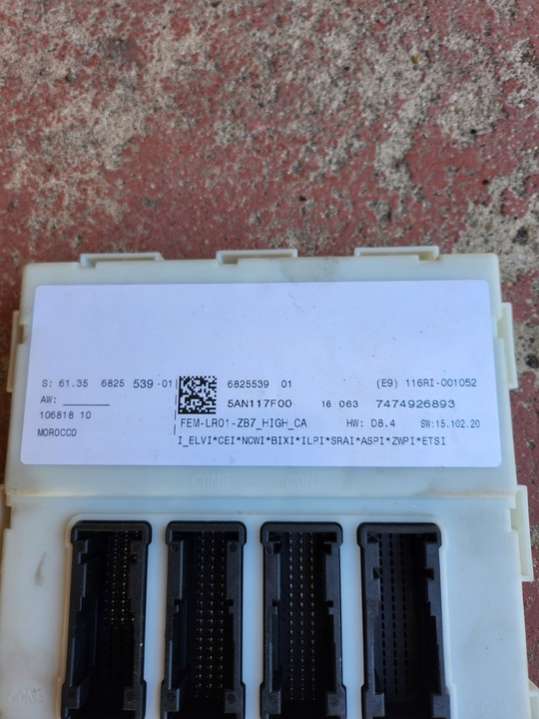 S: 61.35 6825 539-01 6825539 01 (E9) 116RI-001052
AW: 5AN117F00 16 063 7474926893
106818 10 FEM-LR01-ZB7_HIGH_CA HW: D8.4 SW:15.102.20
MOROCCO I_ELVI*CEI*NCWI*BIXI*ILPI*SRAI*ASPI*ZWPI*ETSI